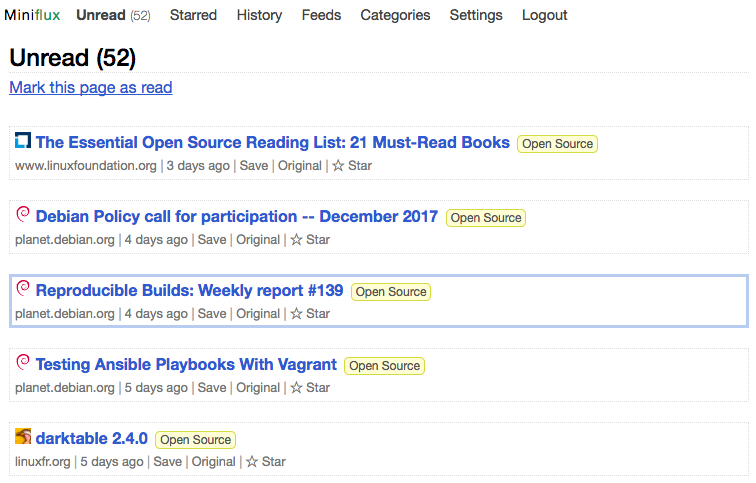 Miniflux Unread (52) Starred History Feeds Categories Settings Logout
Unread (52)
Mark this page as read
The Essential Open Source Reading List: 21 Must-Read Books Open Source
www.linuxfoundation.org | 3 days ago | Save | Original | ☆ Star
Debian Policy call for participation -- December 2017 Open Source
planet.debian.org | 4 days ago | Save | Original | ☆ Star
Reproducible Builds: Weekly report #139 Open Source
planet.debian.org | 4 days ago | Save | Original | ☆ Star
Testing Ansible Playbooks With Vagrant Open Source
planet.debian.org | 5 days ago | Save | Original | ☆ Star
darktable 2.4.0 Open Source
linuxfr.org | 5 days ago | Save | Original | ☆ Star